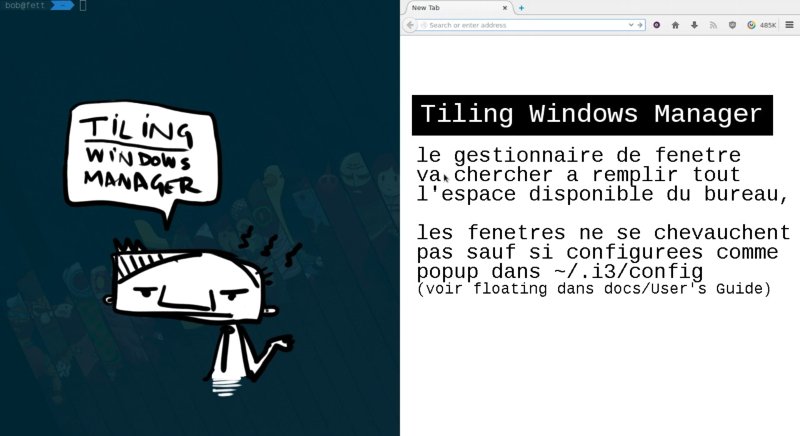 bob@fett ~
TiLiNG
WiNDOWS
MANAGER
New Tab
Search or enter address
485K
Tiling Windows Manager
le gestionnaire de fenetre
va chercher a remplir tout
l'espace disponible du bureau,
les fenetres ne se chevauchent
pas sauf si configurees comme
popup dans ~/.i3/config
(voir floating dans docs/User's Guide)